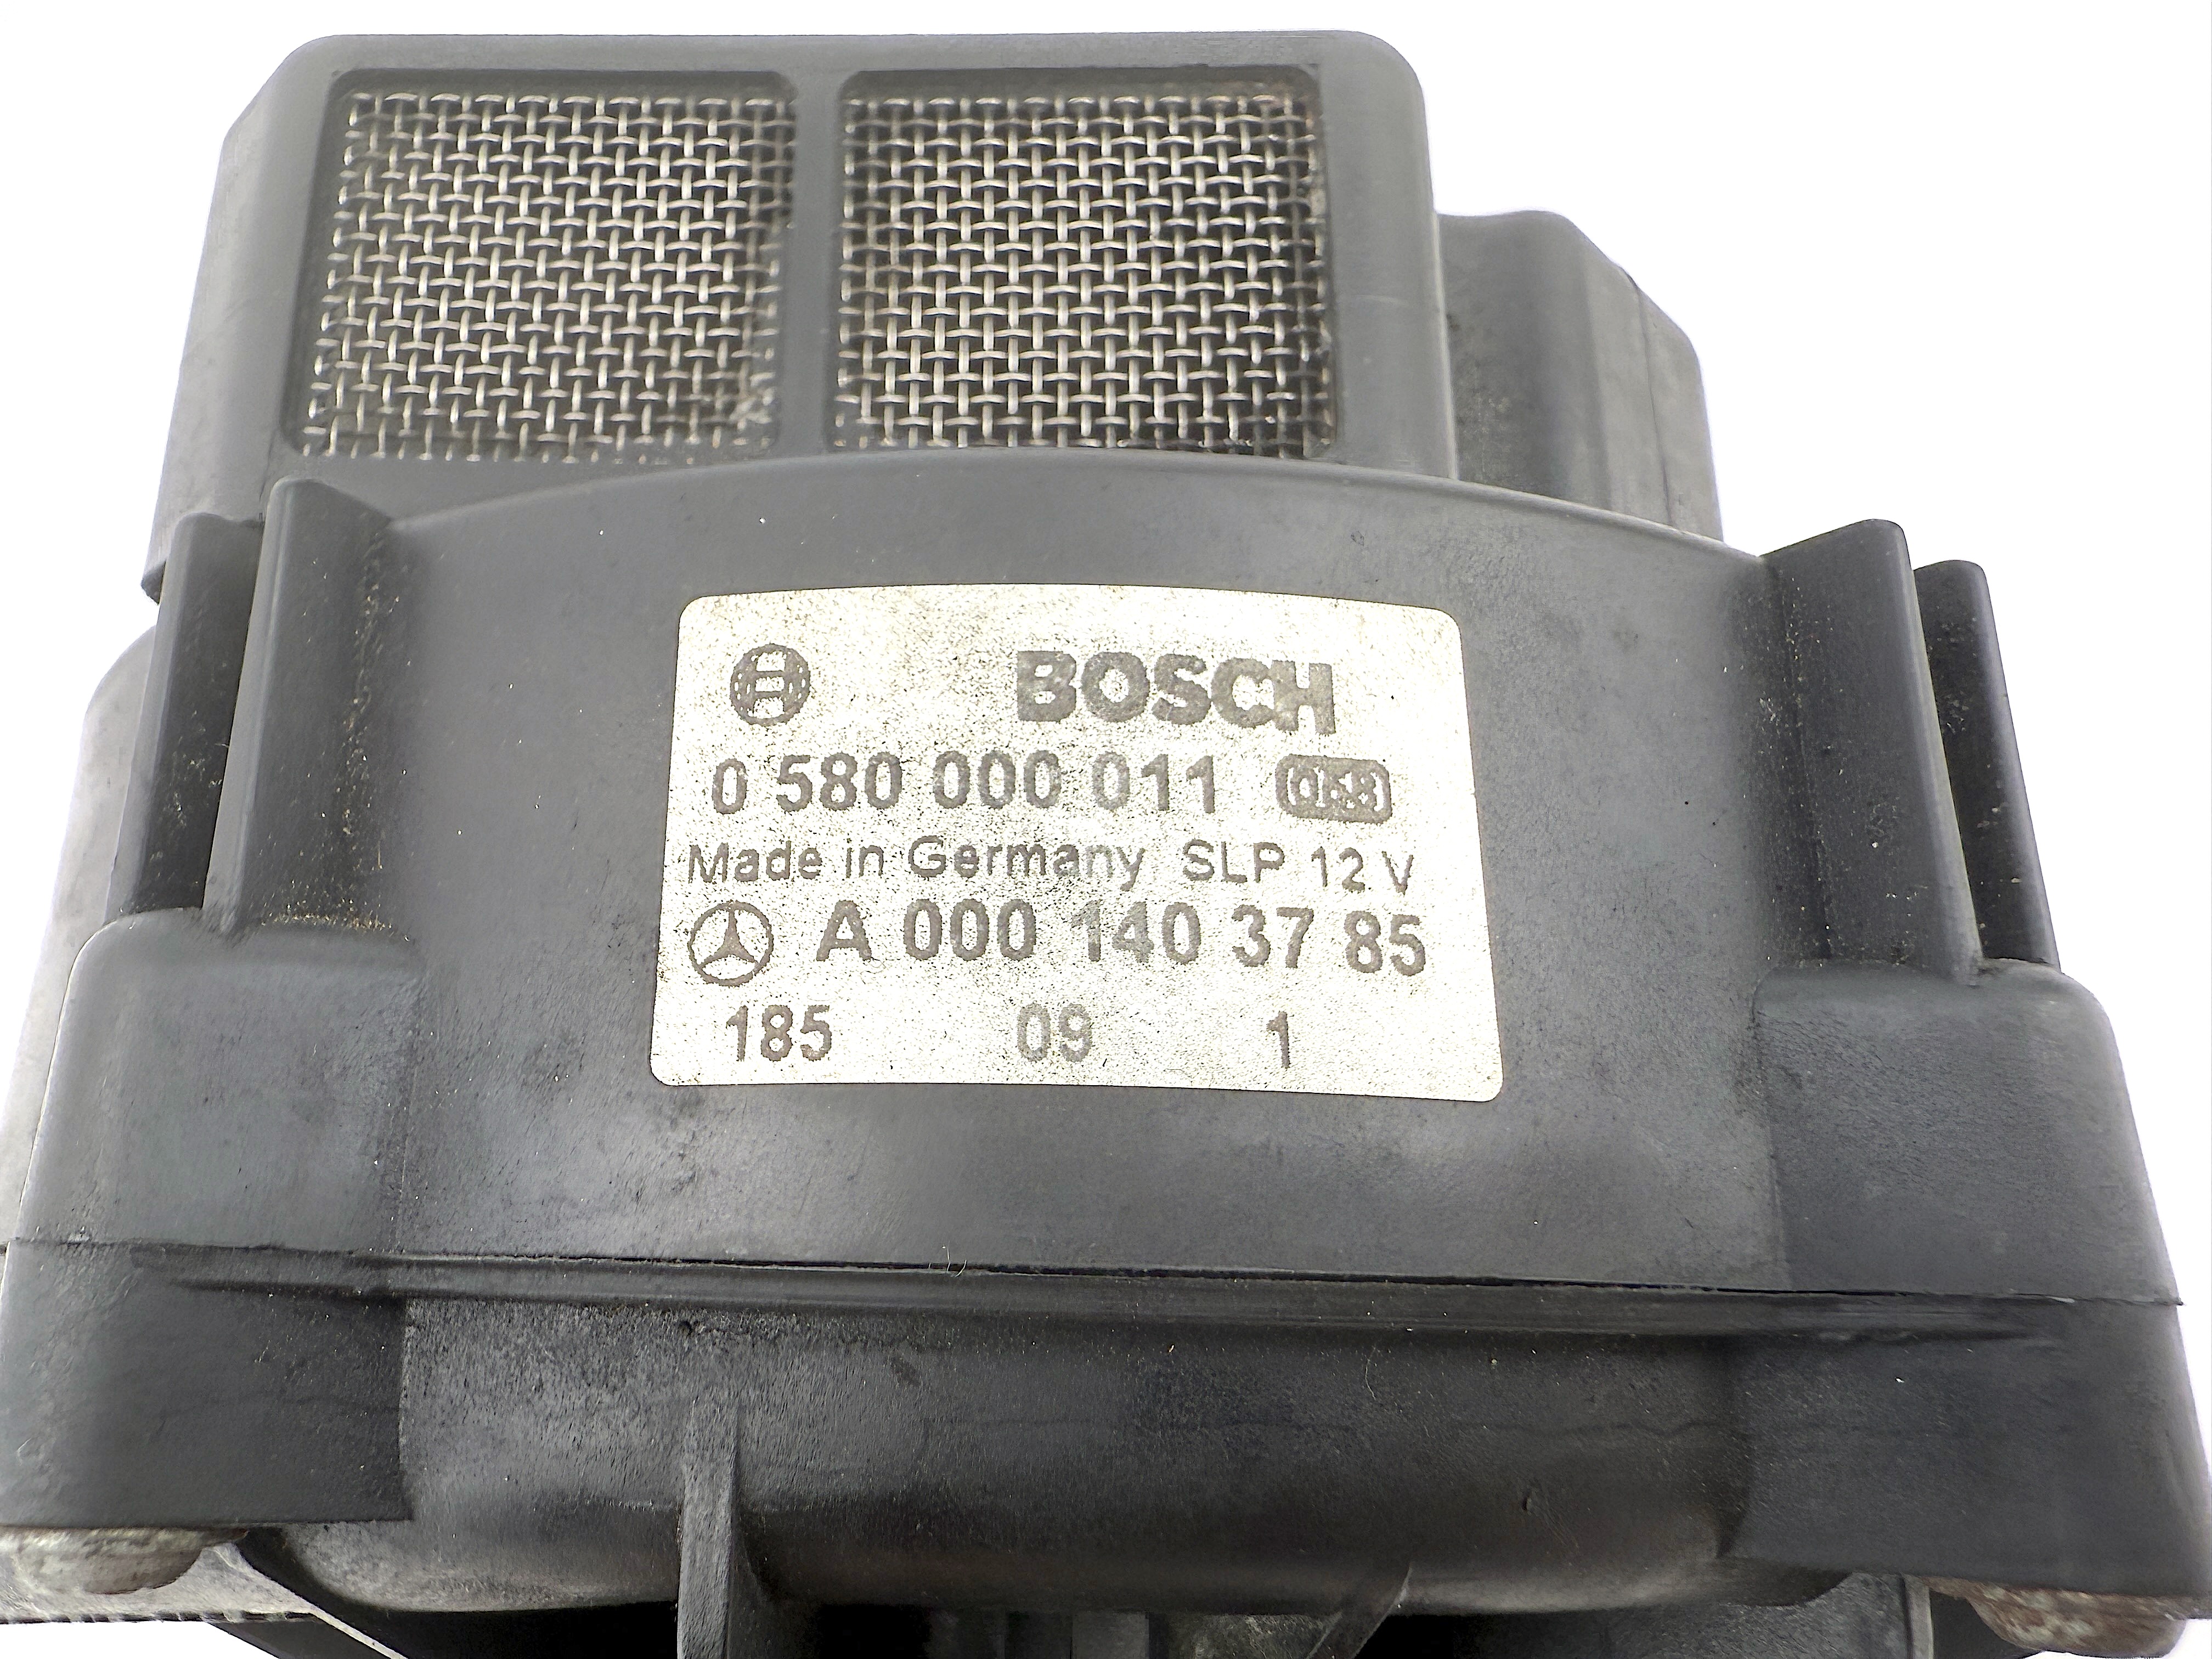 BOSCH
0 580 000 011
Made in Germany SLP 12 V
A 000 140 37 85
185 09 1